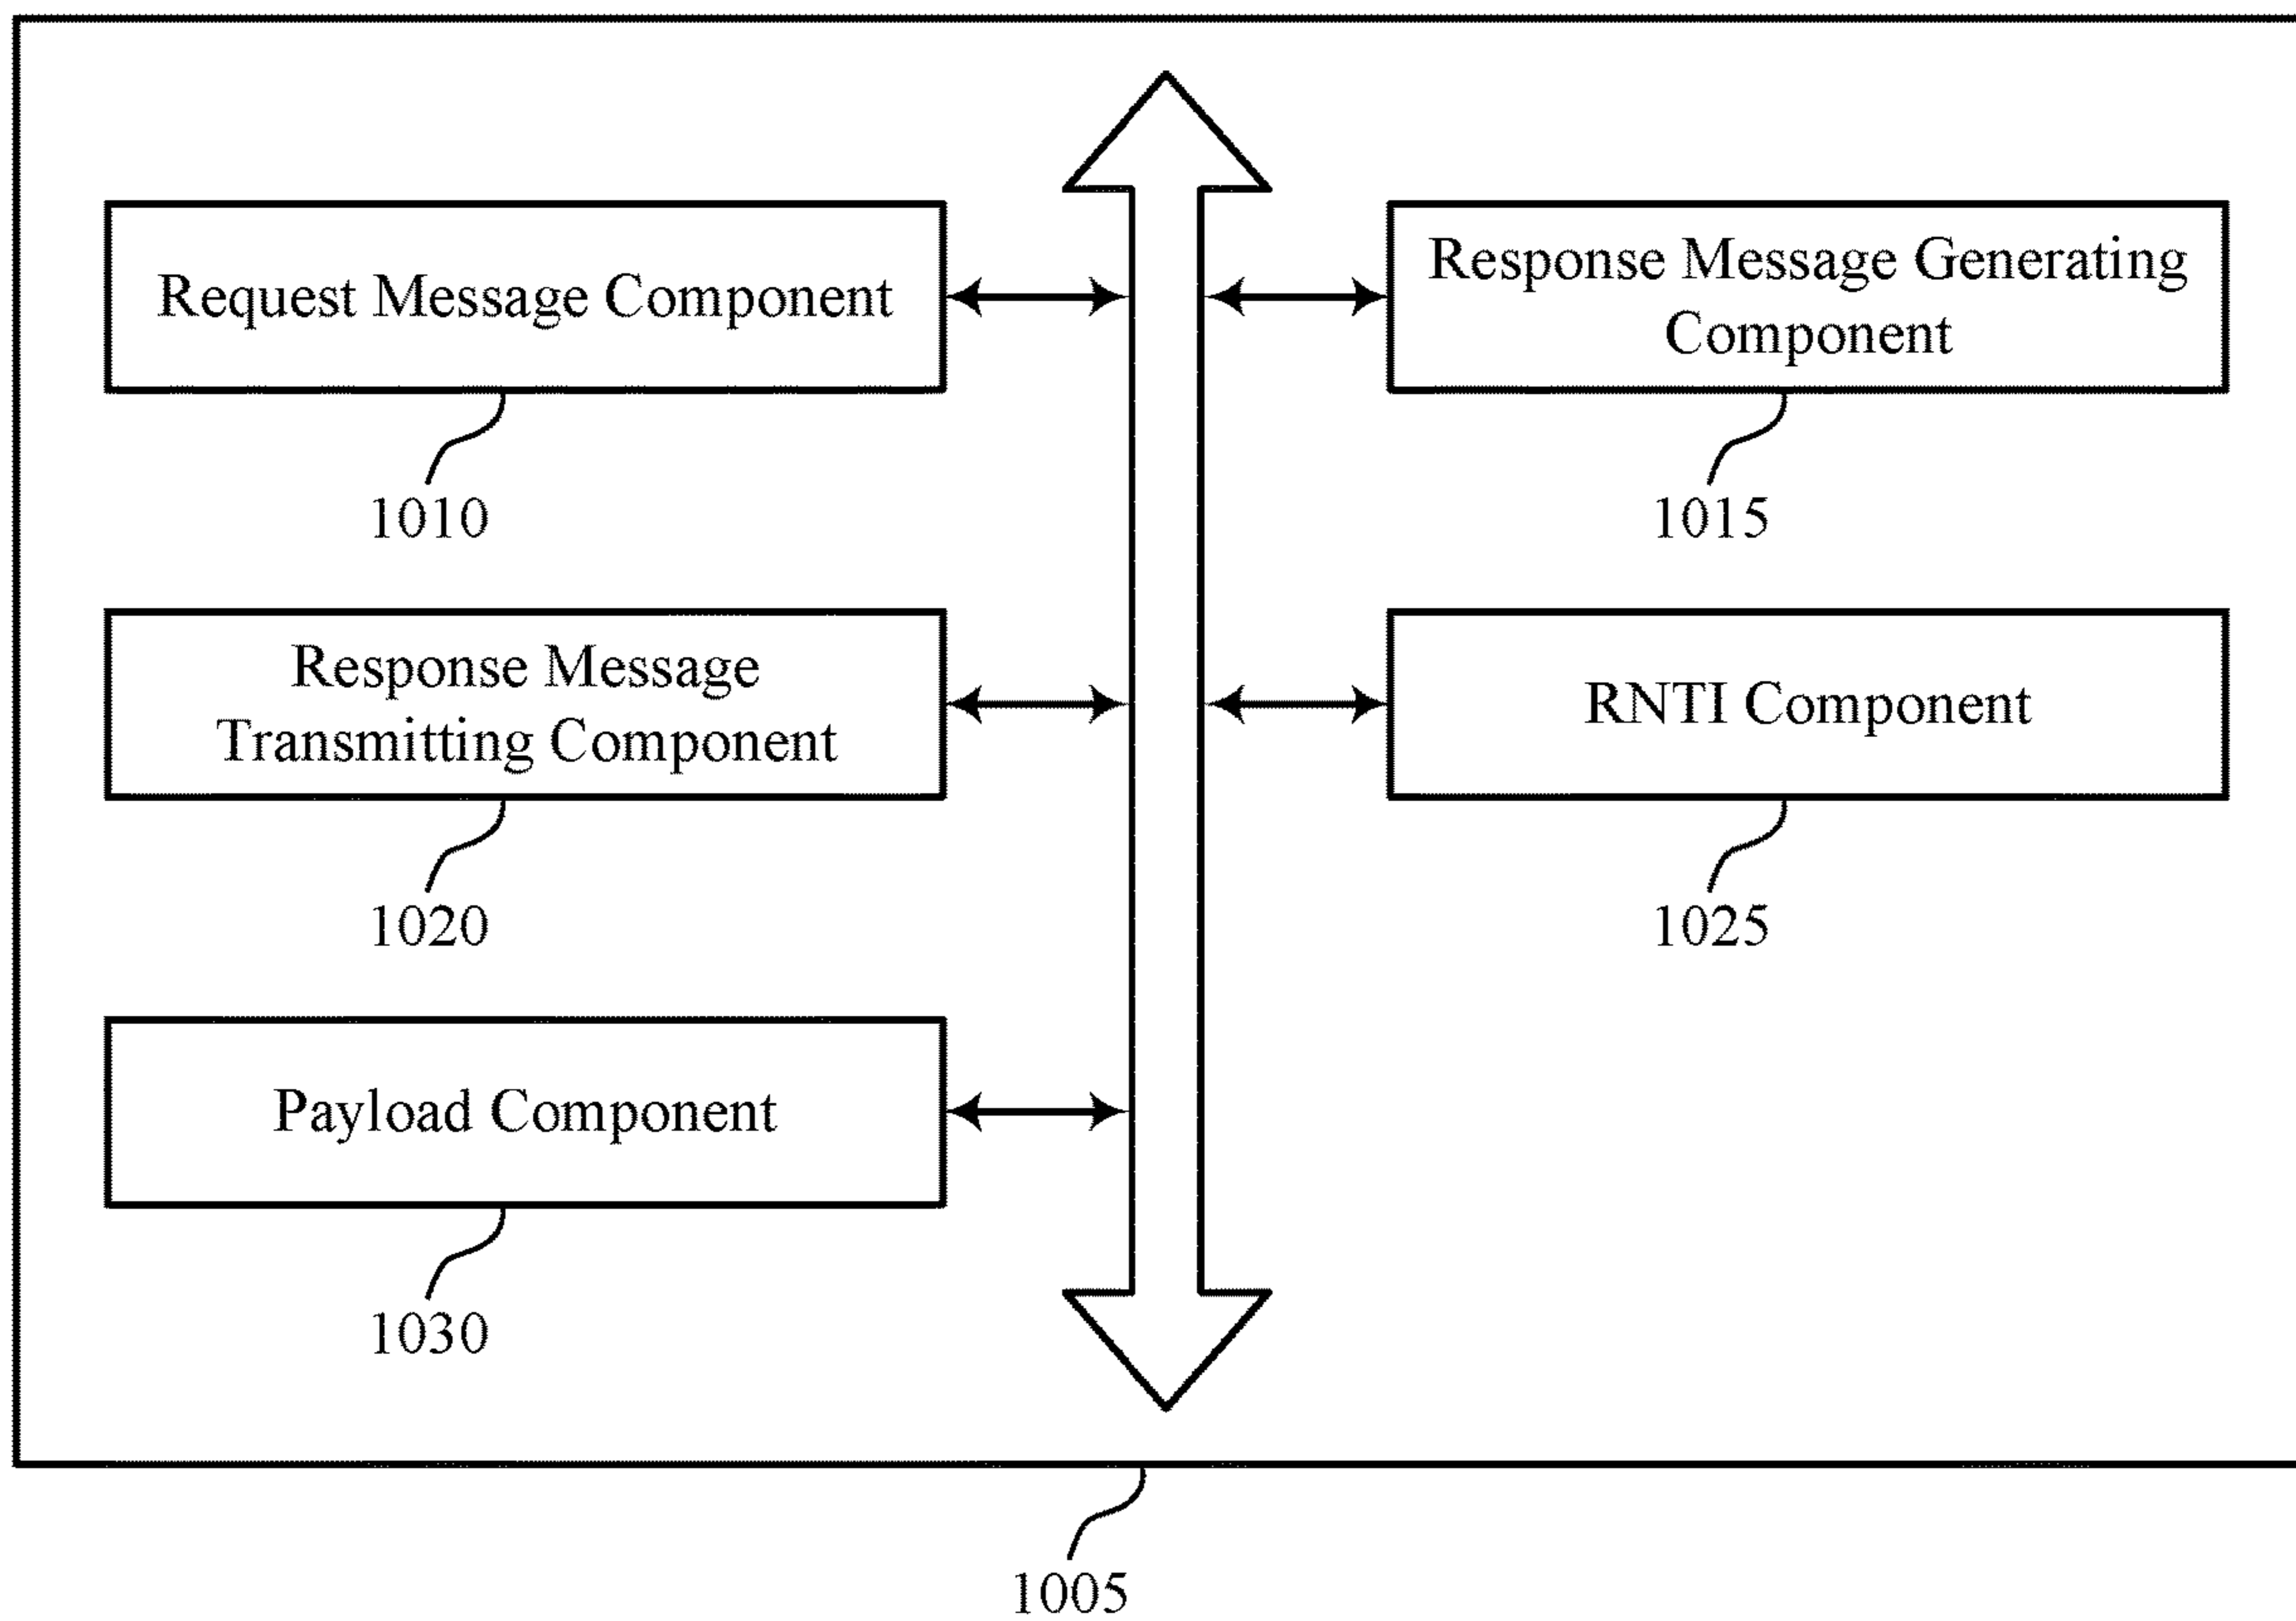 Request Message Component
1010
Response Message Generating
Component
1015
Response Message
Transmitting Component
1020
RNTI Component
1025
Payload Component
1030
1005